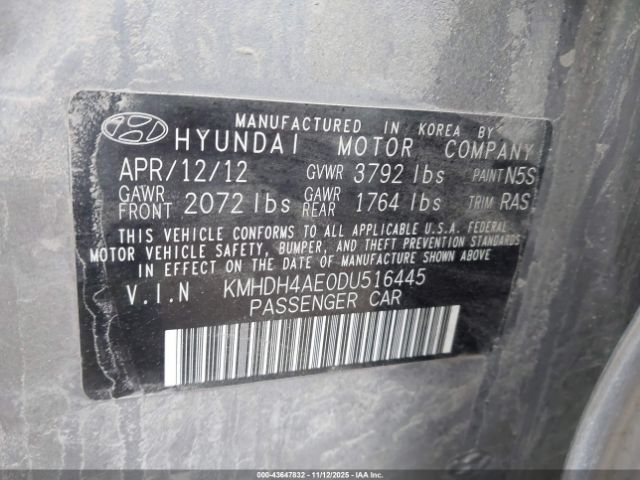 MANUFACTURED IN KOREA BY
HYUNDAI MOTOR COMPANY
APR/12/12 GVWR 3792 lbs PAINT N5S
GAWR FRONT 2072 lbs GAWR REAR 1764 lbs TRIM RAS
THIS VEHICLE CONFORMS TO ALL APPLICABLE U.S.A. FEDERAL
MOTOR VEHICLE SAFETY, BUMPER, AND THEFT PREVENTION STANDARDS
IN EFFECT ON THE DATE OF MANUFACTURE SHOWN ABOVE
V.I.N KMHDH4AE0DU516445
PASSENGER CAR
000-43647832 - 11/12/2025 - ©IAA, Inc.